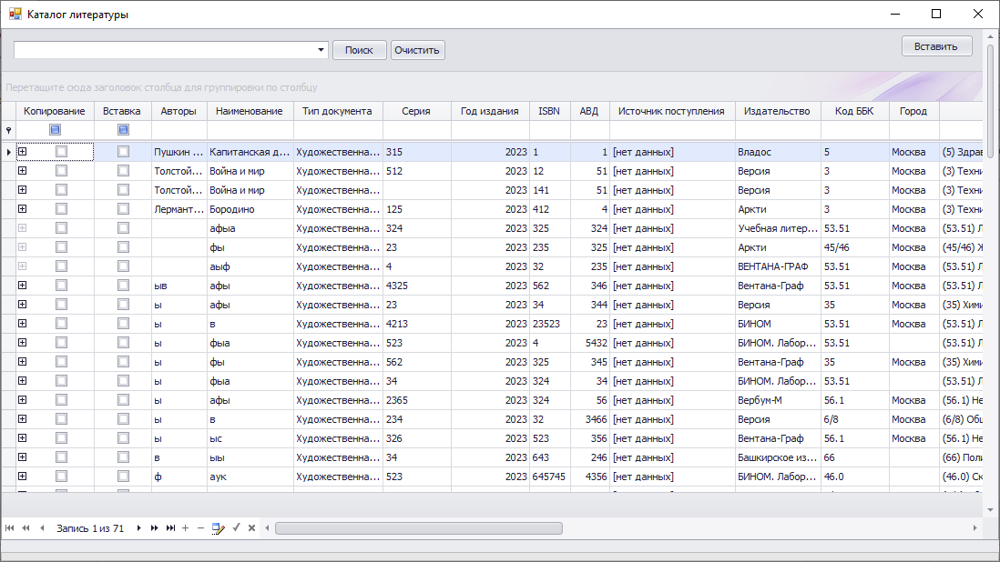 Каталог литературы
Поиск Очистить Вставить
Перетащите сюда заголовок столбца для группировки по столбцу
Копирование Вставка Авторы Наименование Тип документа Серия Год издания ISBN АВД Источник поступления Издательство Код ББК Город
Пушкин ... Капитанская д... Художественна... 315 2023 1 1 [нет данных] Владос 5 Москва (5) Здрав
Толстой... Война и мир Художественна... 512 2023 12 51 [нет данных] Версия 3 Москва (3) Техни
Толстой... Война и мир Художественна... 2023 141 51 [нет данных] Версия 3 Москва (3) Техни
Лермант... Бородино Художественна... 125 2023 412 4 [нет данных] Аркти 3 Москва (3) Техни
афыа Художественна... 324 2023 325 324 [нет данных] Учебная литер... 53.51 Москва (53.51) Л
фы Художественна... 23 2023 235 325 [нет данных] Аркти 45/46 Москва (45/46) Ж
аыф Художественна... 4 2023 32 235 [нет данных] ВЕНТАНА-ГРАФ 53.51 Москва (53.51) Л
ыв афы Художественна... 4325 2023 562 346 [нет данных] Вентана-Граф 53.51 Москва (53.51) Л
ы афы Художественна... 23 2023 34 344 [нет данных] Версия 35 Москва (35) Хими
ы в Художественна... 4213 2023 23523 23 [нет данных] БИНОМ 53.51 Москва (53.51) Л
ы фыа Художественна... 523 2023 4 5432 [нет данных] БИНОМ. Лабор... 53.51 (53.51) Л
ы фы Художественна... 562 2023 325 345 [нет данных] Вентана-Граф 35 Москва (35) Хими
ы фыа Художественна... 34 2023 324 34 [нет данных] БИНОМ. Лабор... 53.51 (53.51) Л
ы афы Художественна... 2365 2023 324 56 [нет данных] Вербум-М 56.1 Москва (56.1) Не
ы в Художественна... 234 2023 32 3466 [нет данных] Версия 6/8 Москва (6/8) Общ
ы ыс Художественна... 326 2023 523 356 [нет данных] Вентана-Граф 56.1 Москва (56.1) Не
в ыы Художественна... 34 2023 643 246 [нет данных] Башкирское из... 66 (66) Поли
ф аук Художественна... 523 2023 645745 4356 [нет данных] БИНОМ. Лабор... 46.0 (46.0) Ск
Запись 1 из 71